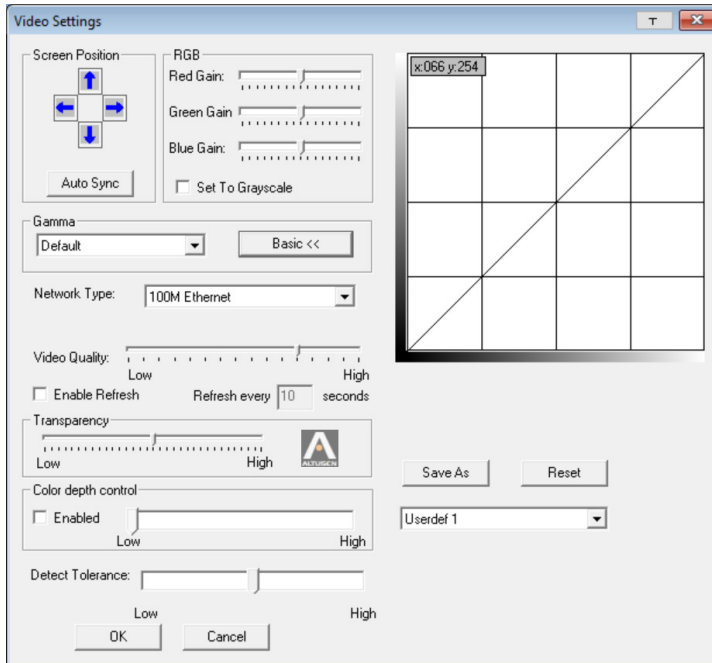 Video Settings
Screen Position
Auto Sync
RGB
Red Gain:
Green Gain
Blue Gain:
Set To Grayscale
x:066 y:254
Gamma
Default
Basic <<
Network Type:
100M Ethernet
Video Quality:
Low High
Enable Refresh Refresh every 10 seconds
Transparency
Low High
ALTUSEN
Color depth control
Enabled
Low High
Save As Reset
Userdef 1
Detect Tolerance:
Low High
OK Cancel